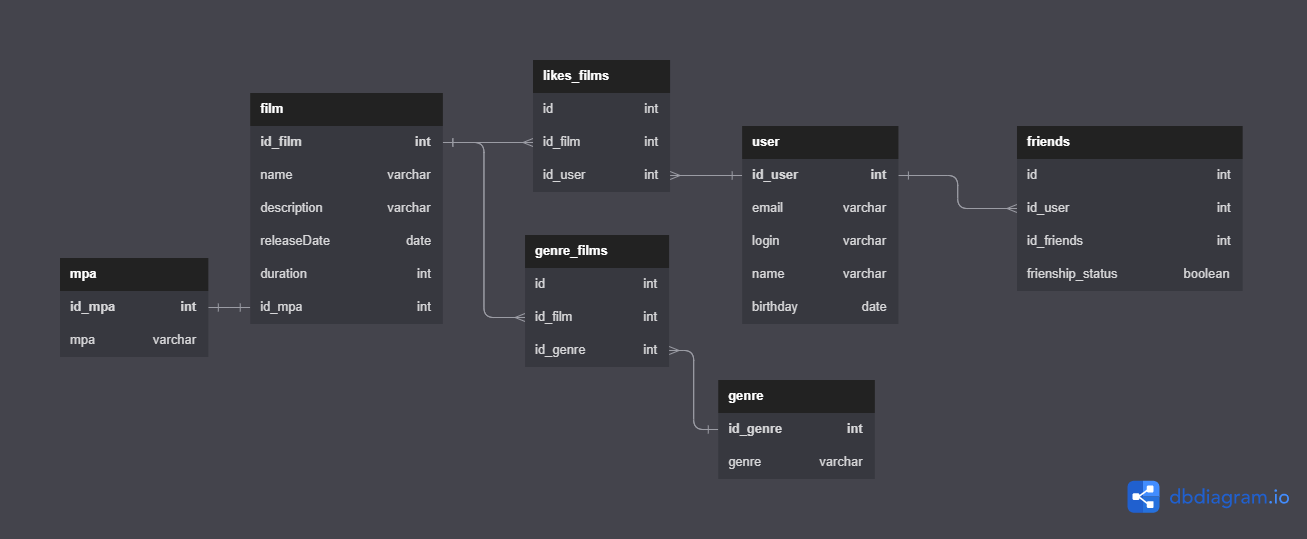 likes_films
id int
id_film int
id_user int
film
id_film int
name varchar
description varchar
releaseDate date
duration int
id_mpa int
user
id_user int
email varchar
login varchar
name varchar
birthday date
friends
id int
id_user int
id_friends int
frienship_status boolean
genre_films
id int
id_film int
id_genre int
mpa
id_mpa int
mpa varchar
genre
id_genre int
genre varchar
dbdiagram.io